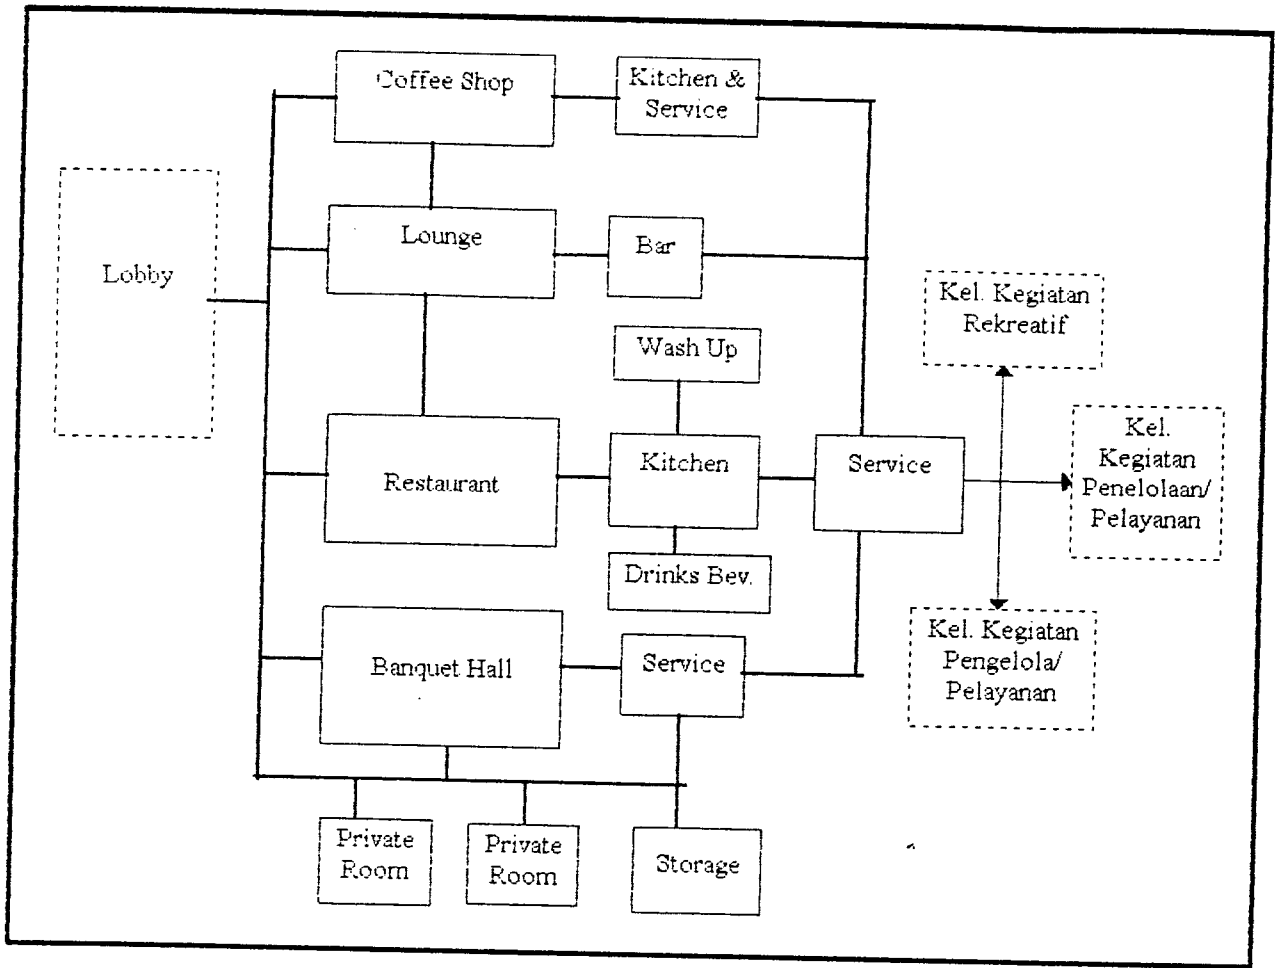 Coffee Shop
Kitchen &
Service
Lobby
Lounge
Bar
Wash Up
Kel. Kegiatan
Rekreatif
Restaurant
Kitchen
Service
Kel.
Kegiatan
Penelolaan/
Pelayanan
Drinks Bev.
Banquet Hall
Service
Kel. Kegiatan
Pengelola/
Pelayanan
Private
Room
Private
Room
Storage